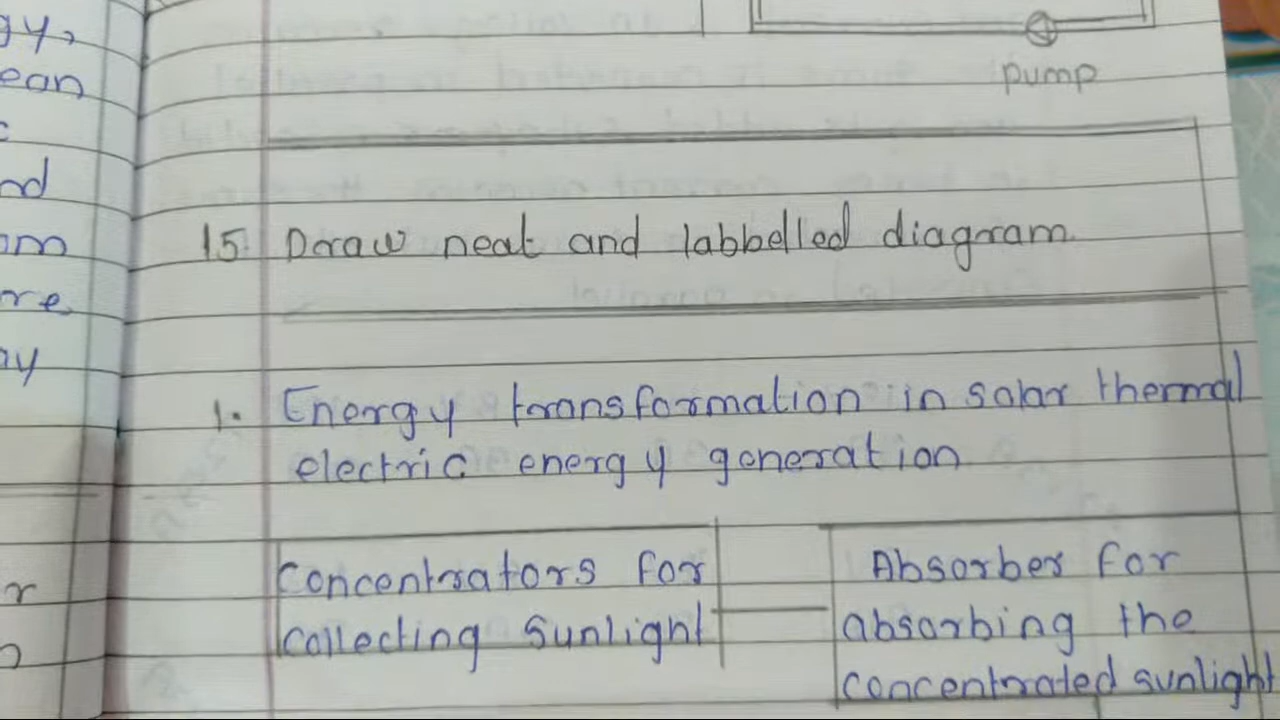 pump
15. Draw neat and labbelled diagram.
1. Energy transformation in solar thermal
electric energy generation
Concentrators for
collecting sunlight
Absorber for
absorbing the
concentrated sunlight